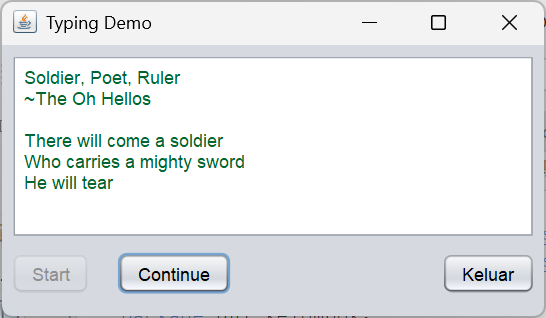 Typing Demo
Soldier, Poet, Ruler
~The Oh Hellos
There will come a soldier
Who carries a mighty sword
He will tear
Start
Continue
Keluar